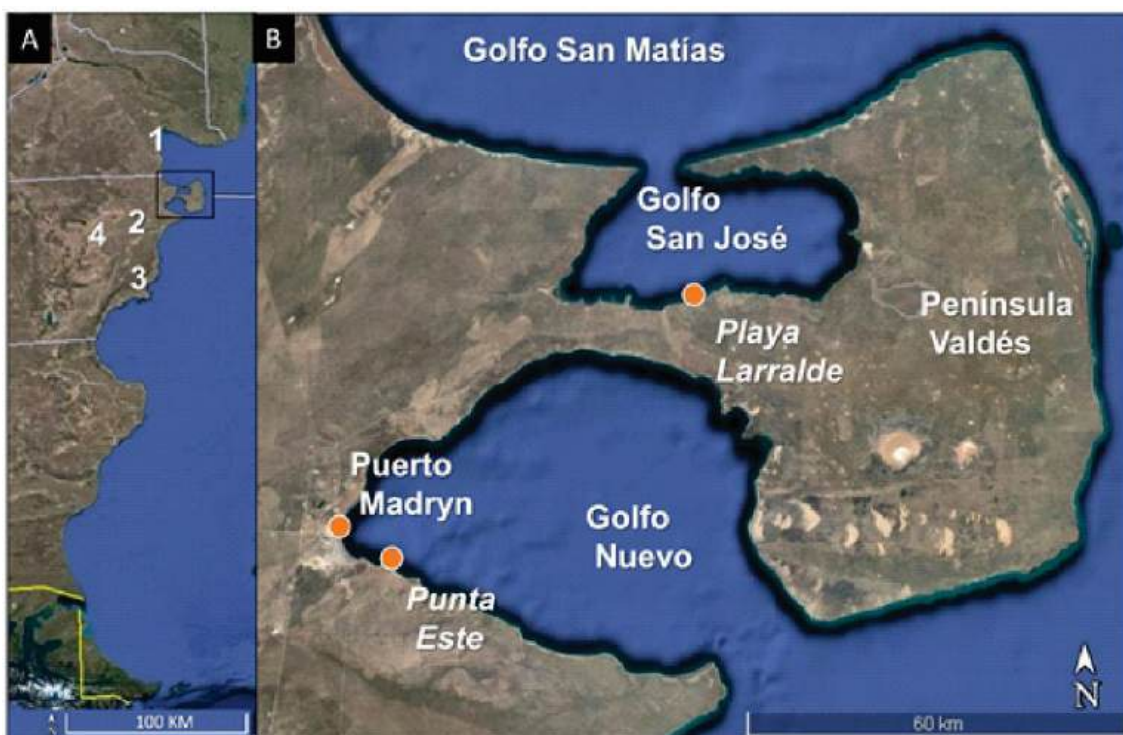 A
1
2
4
3
100 KM
B
Golfo San Matías
Golfo
San José
Playa
Larralde
Península
Valdés
Puerto
Madryn
Golfo
Nuevo
Punta
Este
N
60 km